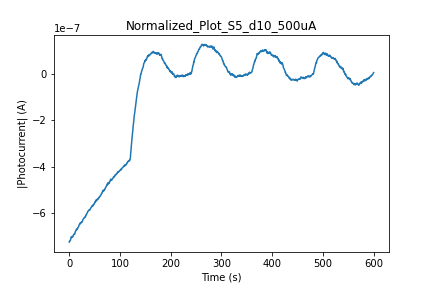 Normalized_Plot_S5_d10_500uA
1e−7
0
−2
−4
−6
|Photocurrent| (A)
0 100 200 300 400 500 600
Time (s)